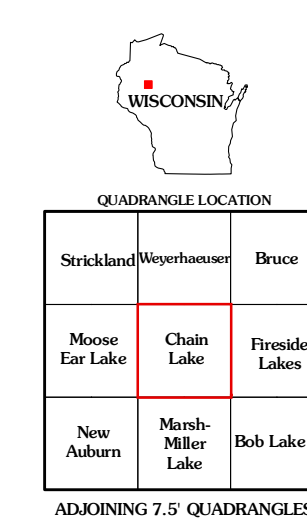 WISCONSIN
QUADRANGLE LOCATION
Strickland Weyerhaeuser Bruce
Moose Ear Lake
Chain Lake
Fireside Lakes
New Auburn
Marsh-Miller Lake
Bob Lake
ADJOINING 7.5' QUADRANGLES